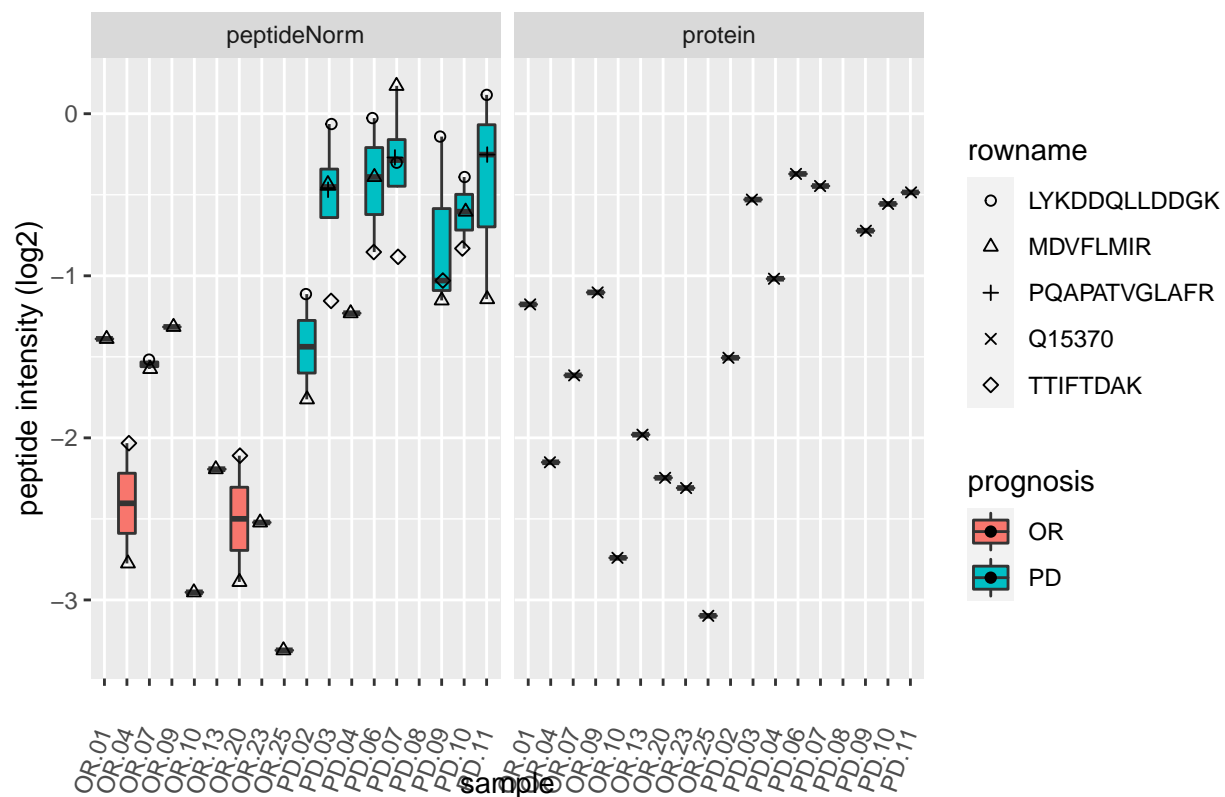 peptideNorm
protein
peptide intensity (log2)
0
−1
−2
−3
OR.01
OR.04
OR.07
OR.09
OR.10
OR.13
OR.20
OR.23
OR.25
OR.02
PD.03
PD.04
PD.06
PD.07
PD.08
PD.09
PD.10
PD.11
OR.01
OR.04
OR.07
OR.09
OR.10
OR.13
OR.20
OR.23
OR.25
OR.02
PD.03
PD.04
PD.06
PD.07
PD.08
PD.09
PD.10
PD.11
sample
rowname
LYKDDQLLDDGK
MDVFLMIR
PQAPATVGLAFR
Q15370
TTIFTDAK
prognosis
OR
PD